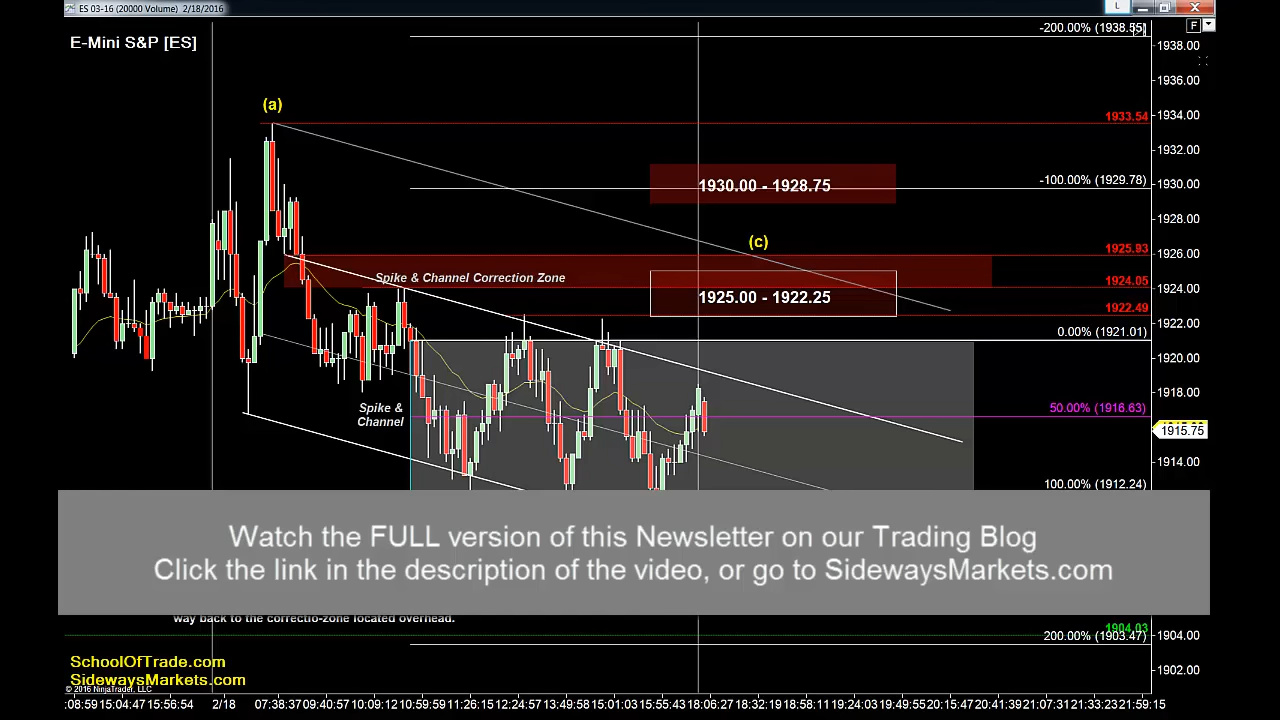 ES 03-16 (20000 Volume)  2/18/2016
L
F
E-Mini S&P [ES]
-200.00% (1938.55)
1938.00
1936.00
(a)
1933.54
1934.00
1932.00
1930.00 - 1928.75
-100.00% (1929.78)
1930.00
1928.00
(c)
1925.93
1926.00
Spike & Channel Correction Zone
1924.05
1924.00
1925.00 - 1922.25
1922.49
1922.00
0.00% (1921.01)
1920.00
1918.00
Spike &
Channel
50.00% (1916.63)
1915.75
1914.00
100.00% (1912.24)
Watch the FULL version of this Newsletter on our Trading Blog
Click the link in the description of the video, or go to SidewaysMarkets.com
way back to the correctio-zone located overhead.
1904.03
200.00% (1903.47)
1904.00
SchoolOfTrade.com
1902.00
SidewaysMarkets.com
© 2016 NinjaTrader, LLC
:08:59 15:04:47 15:56:54 2/18 07:38:37 09:40:57 10:09:12 10:59:59 11:26:15 12:24:57 13:49:58 15:01:03 15:55:43 18:06:27 18:32:19 18:58:11 19:24:03 19:49:55 20:15:47 20:41:39 21:07:31 21:33:23 21:59:15